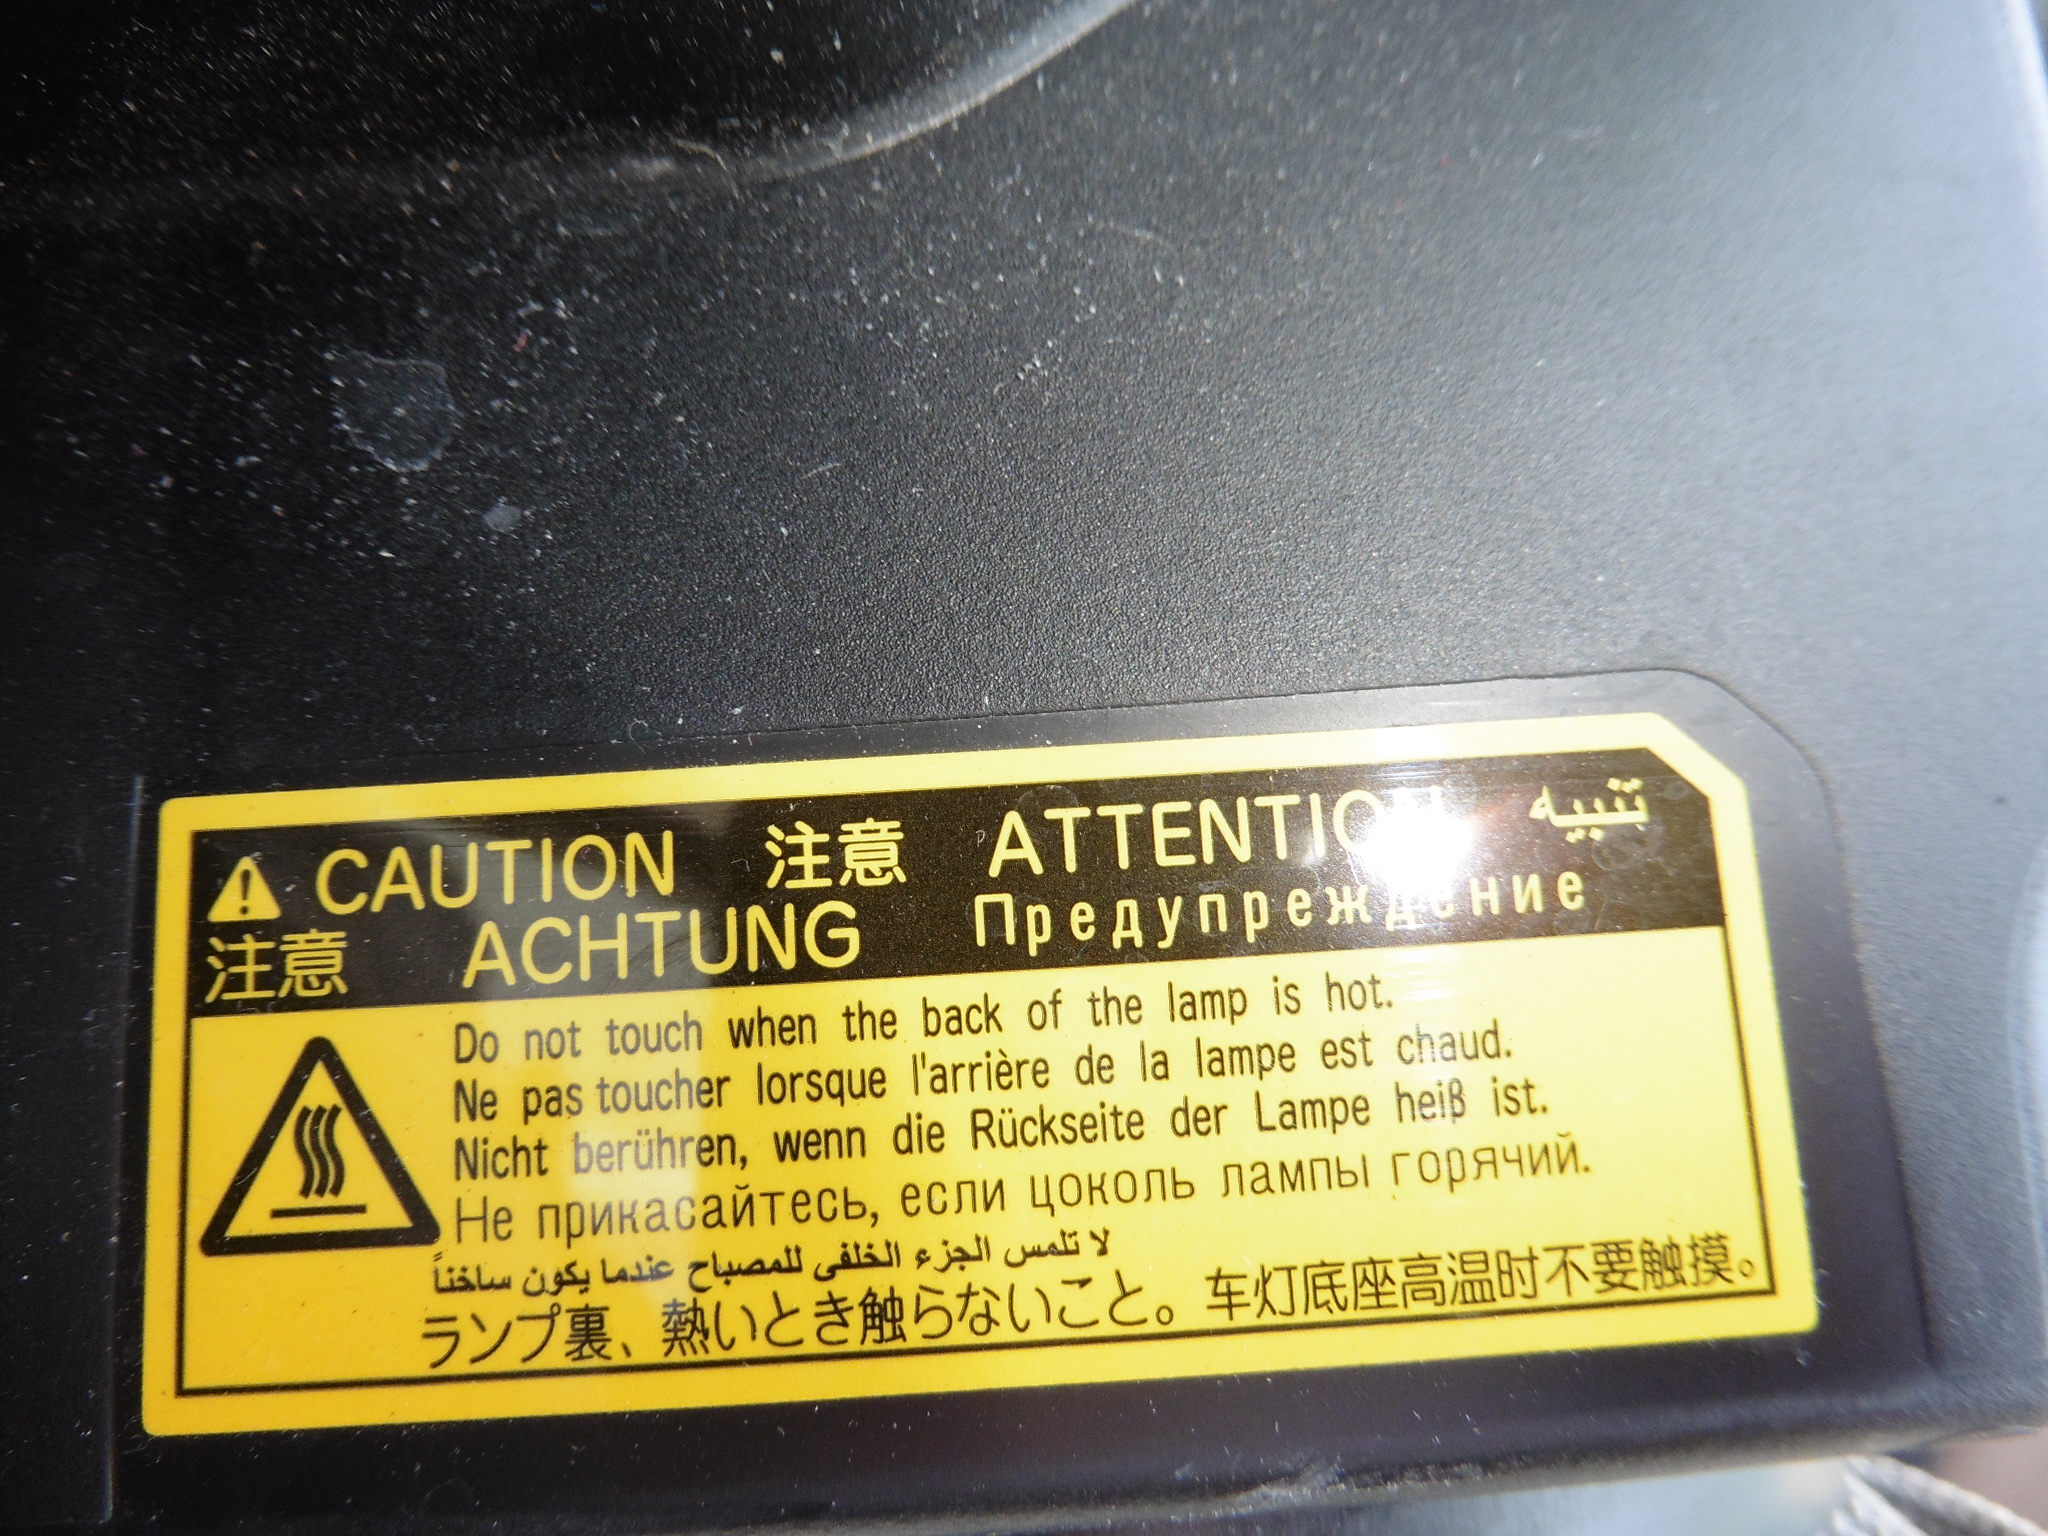 CAUTION 注意 ATTENTION تنبيه
注意 ACHTUNG Предупреждение
Do not touch when the back of the lamp is hot.
Ne pas toucher lorsque l'arrière de la lampe est chaud.
Nicht berühren, wenn die Rückseite der Lampe heiß ist.
Не прикасайтесь, если цоколь лампы горячий.
لا تلمس الجزء الخلفى للمصباح عندما يكون ساخناً
ランプ裏、熱いとき触らないこと。 车灯底座高温时不要触摸。